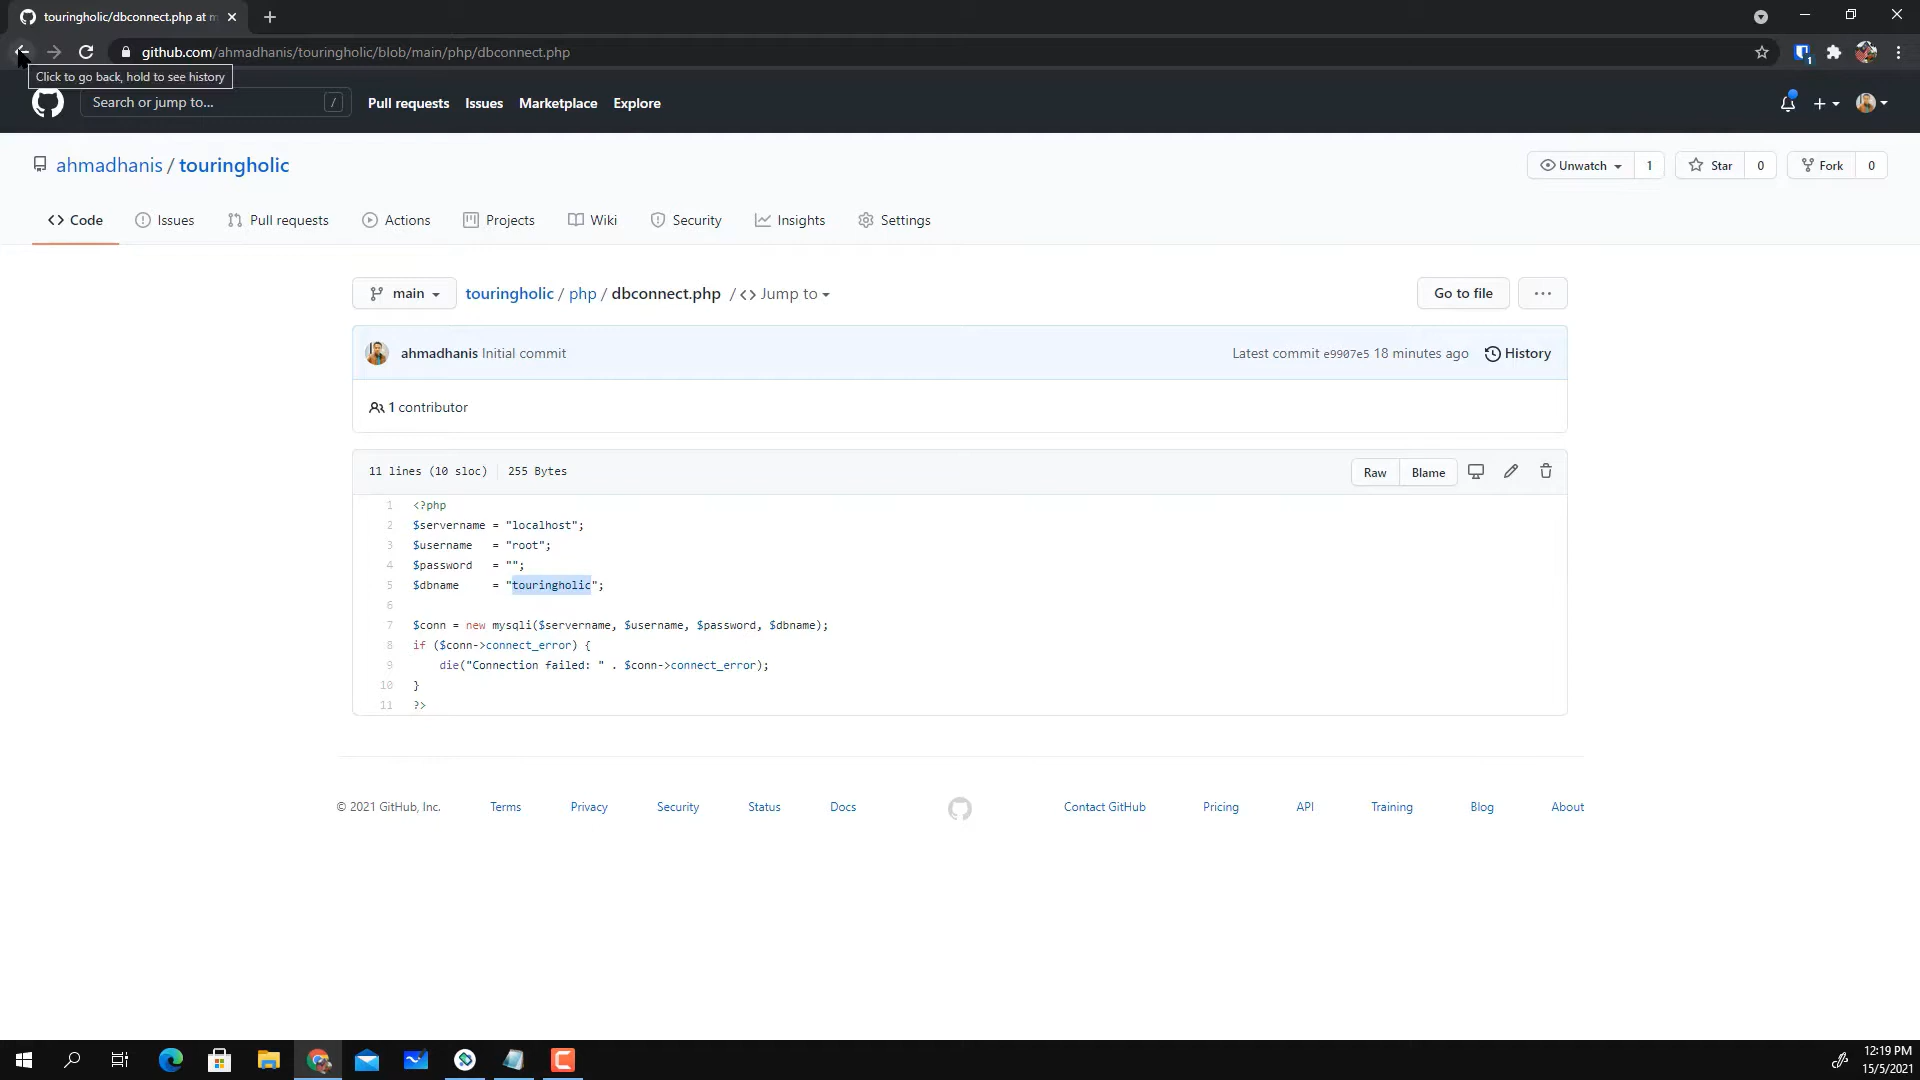 touringholic/dbconnect.php at m
github.com/ahmadhanis/touringholic/blob/main/php/dbconnect.php
1
Click to go back, hold to see history
Search or jump to...
/
Pull requests
Issues
Marketplace
Explore
ahmadhanis / touringholic
Unwatch
1
Star
0
Fork
0
Code
Issues
Pull requests
Actions
Projects
Wiki
Security
Insights
Settings
main
touringholic / php / dbconnect.php / <> Jump to
Go to file
...
ahmadhanis Initial commit
Latest commit e9907e5 18 minutes ago
History
1 contributor
11 lines (10 sloc)
255 Bytes
Raw
Blame
1 <?php
2 $servername = "localhost";
3 $username   = "root";
4 $password   = "";
5 $dbname     = "touringholic";
6
7 $conn = new mysqli($servername, $username, $password, $dbname);
8 if ($conn->connect_error) {
9     die("Connection failed: " . $conn->connect_error);
10 }
11 ?>
© 2021 GitHub, Inc.
Terms
Privacy
Security
Status
Docs
Contact GitHub
Pricing
API
Training
Blog
About
12:19 PM
15/5/2021